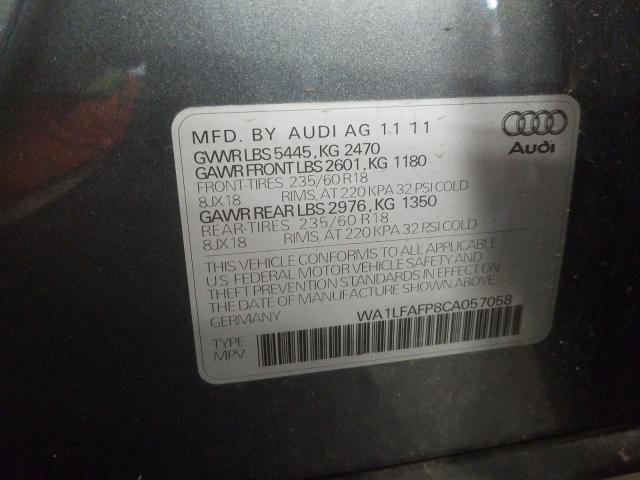 MFD. BY AUDI AG 11 11
GVWR LBS 5445, KG 2470
GAWR FRONT LBS 2601, KG 1180
FRONT-TIRES 235/60 R18
8JX18 RIMS, AT 220 KPA 32 PSI COLD
GAWR REAR LBS 2976, KG 1350
REAR-TIRES 235/60 R18
8JX18 RIMS, AT 220 KPA 32 PSI COLD
THIS VEHICLE CONFORMS TO ALL APPLICABLE
U.S. FEDERAL MOTOR VEHICLE SAFETY AND
THEFT PREVENTION STANDARDS IN EFFECT ON
THE DATE OF MANUFACTURE SHOWN ABOVE.
GERMANY WA1LFAFP8CA057058
TYPE
MPV
Audi